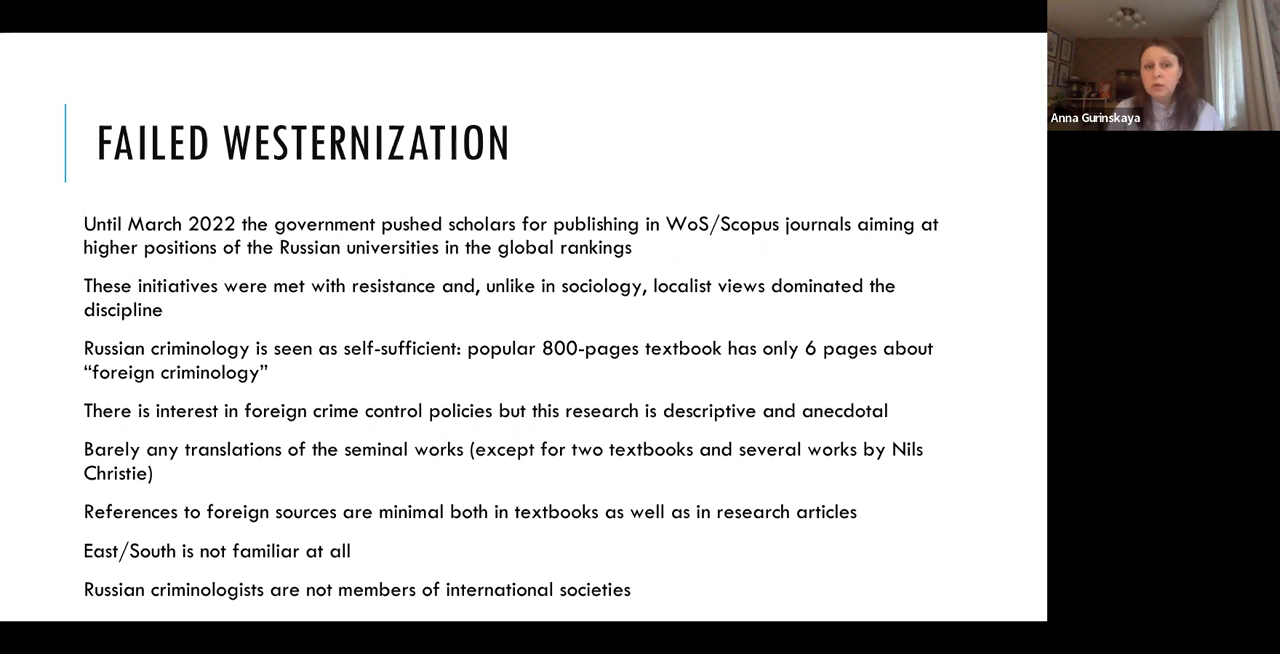 FAILED WESTERNIZATION
Until March 2022 the government pushed scholars for publishing in WoS/Scopus journals aiming at
higher positions of the Russian universities in the global rankings
These initiatives were met with resistance and, unlike in sociology, localist views dominated the
discipline
Russian criminology is seen as self-sufficient: popular 800-pages textbook has only 6 pages about
“foreign criminology”
There is interest in foreign crime control policies but this research is descriptive and anecdotal
Barely any translations of the seminal works (except for two textbooks and several works by Nils
Christie)
References to foreign sources are minimal both in textbooks as well as in research articles
East/South is not familiar at all
Russian criminologists are not members of international societies
Anna Gurinskaya